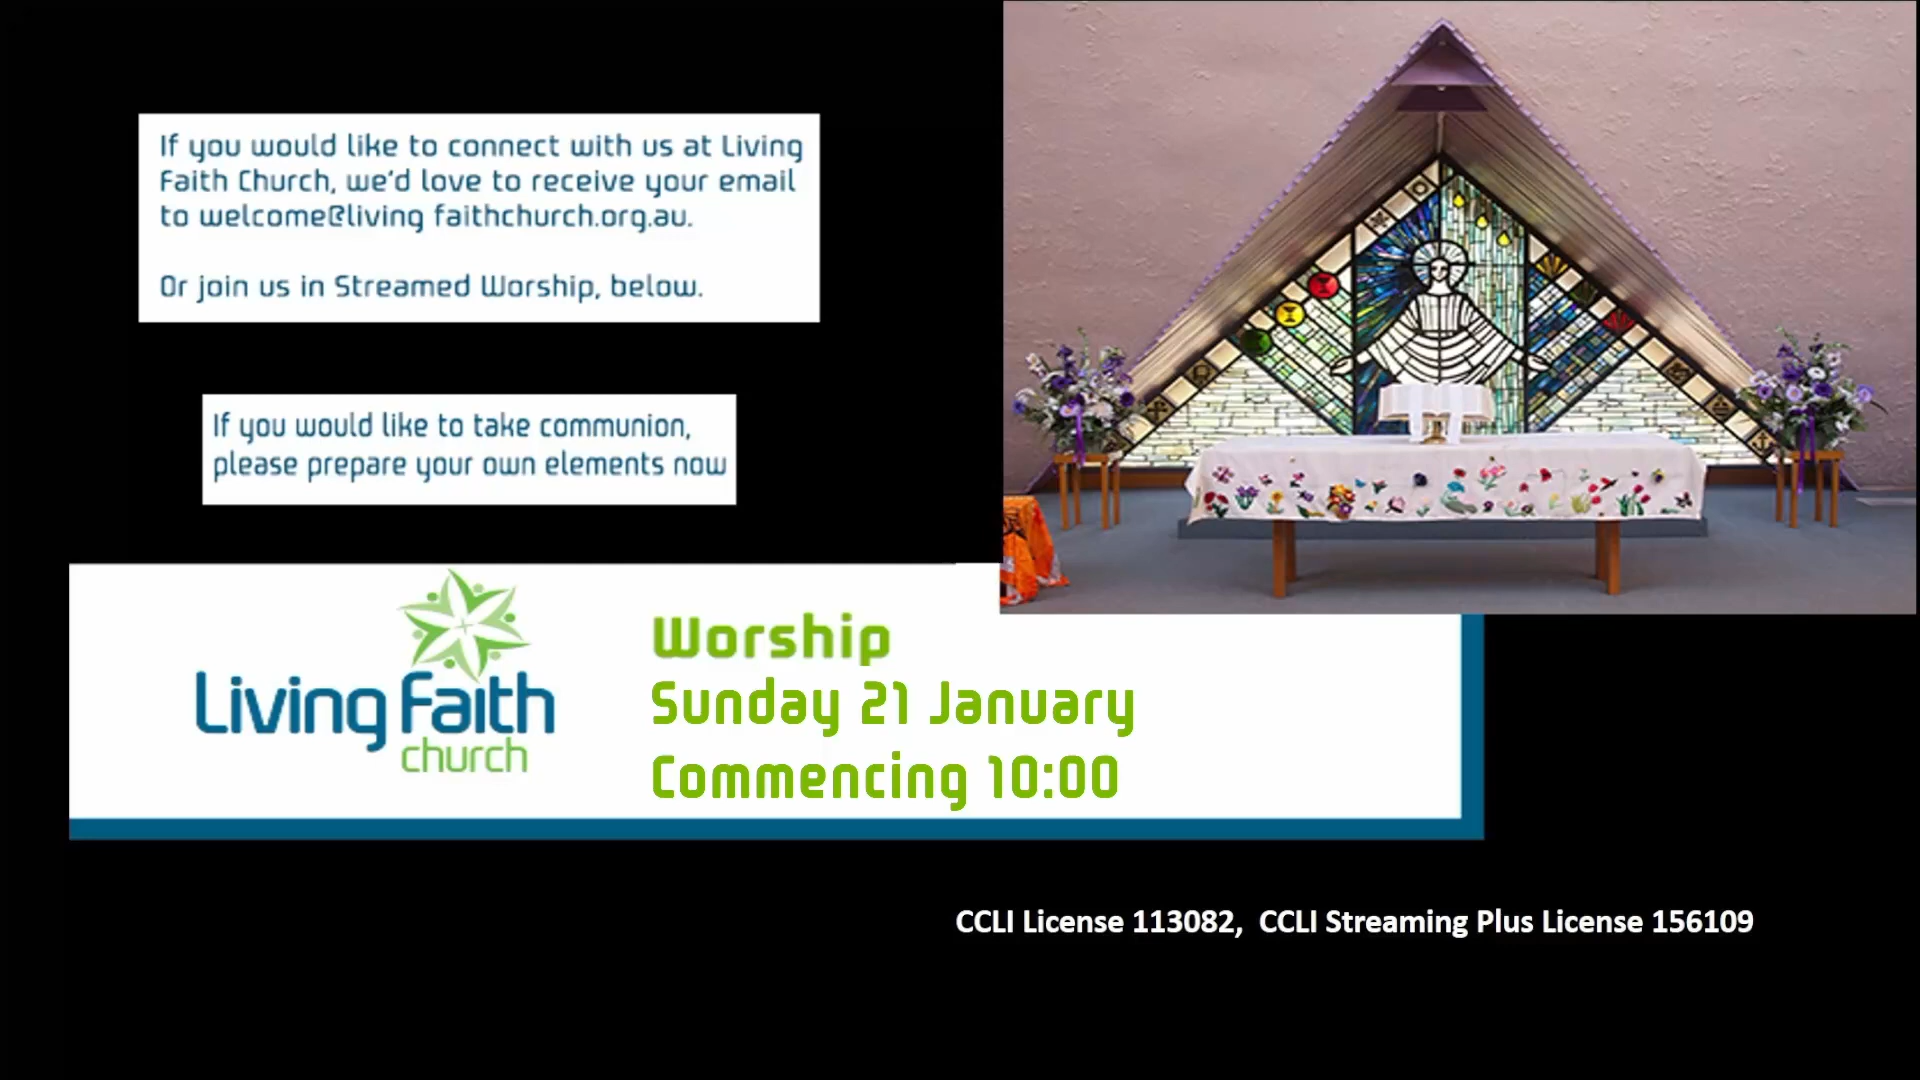 If you would like to connect with us at Living
Faith Church, we'd love to receive your email
to welcome@living faithchurch.org.au.
Or join us in Streamed Worship, below.
If you would like to take communion,
please prepare your own elements now
Living Faith
church
Worship
Sunday 21 January
Commencing 10:00
CCLI License 113082,  CCLI Streaming Plus License 156109